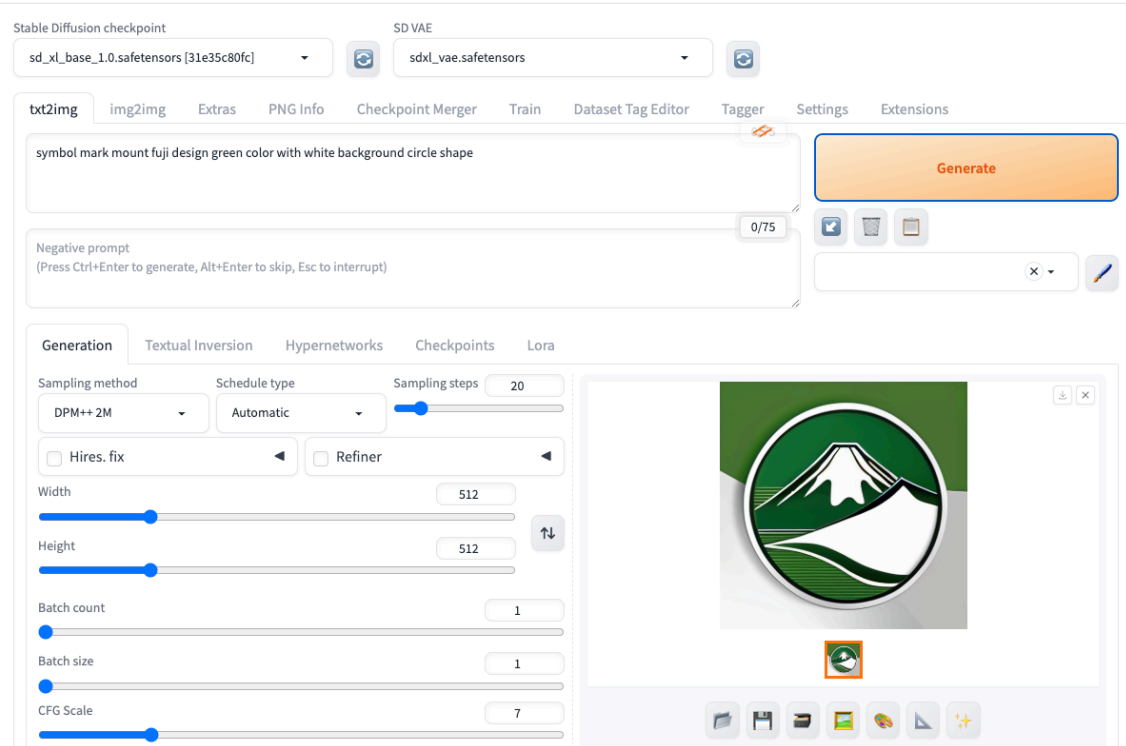 Stable Diffusion checkpoint
SD VAE
sd_xl_base_1.0.safetensors [31e35c80fc]
sdxl_vae.safetensors
txt2img img2img Extras PNG Info Checkpoint Merger Train Dataset Tag Editor Tagger Settings Extensions
symbol mark mount fuji design green color with white background circle shape
Generate
0/75
Negative prompt
(Press Ctrl+Enter to generate, Alt+Enter to skip, Esc to interrupt)
Generation Textual Inversion Hypernetworks Checkpoints Lora
Sampling method
Schedule type
Sampling steps
20
DPM++ 2M
Automatic
Hires. fix
Refiner
Width
512
Height
512
Batch count
1
Batch size
1
CFG Scale
7